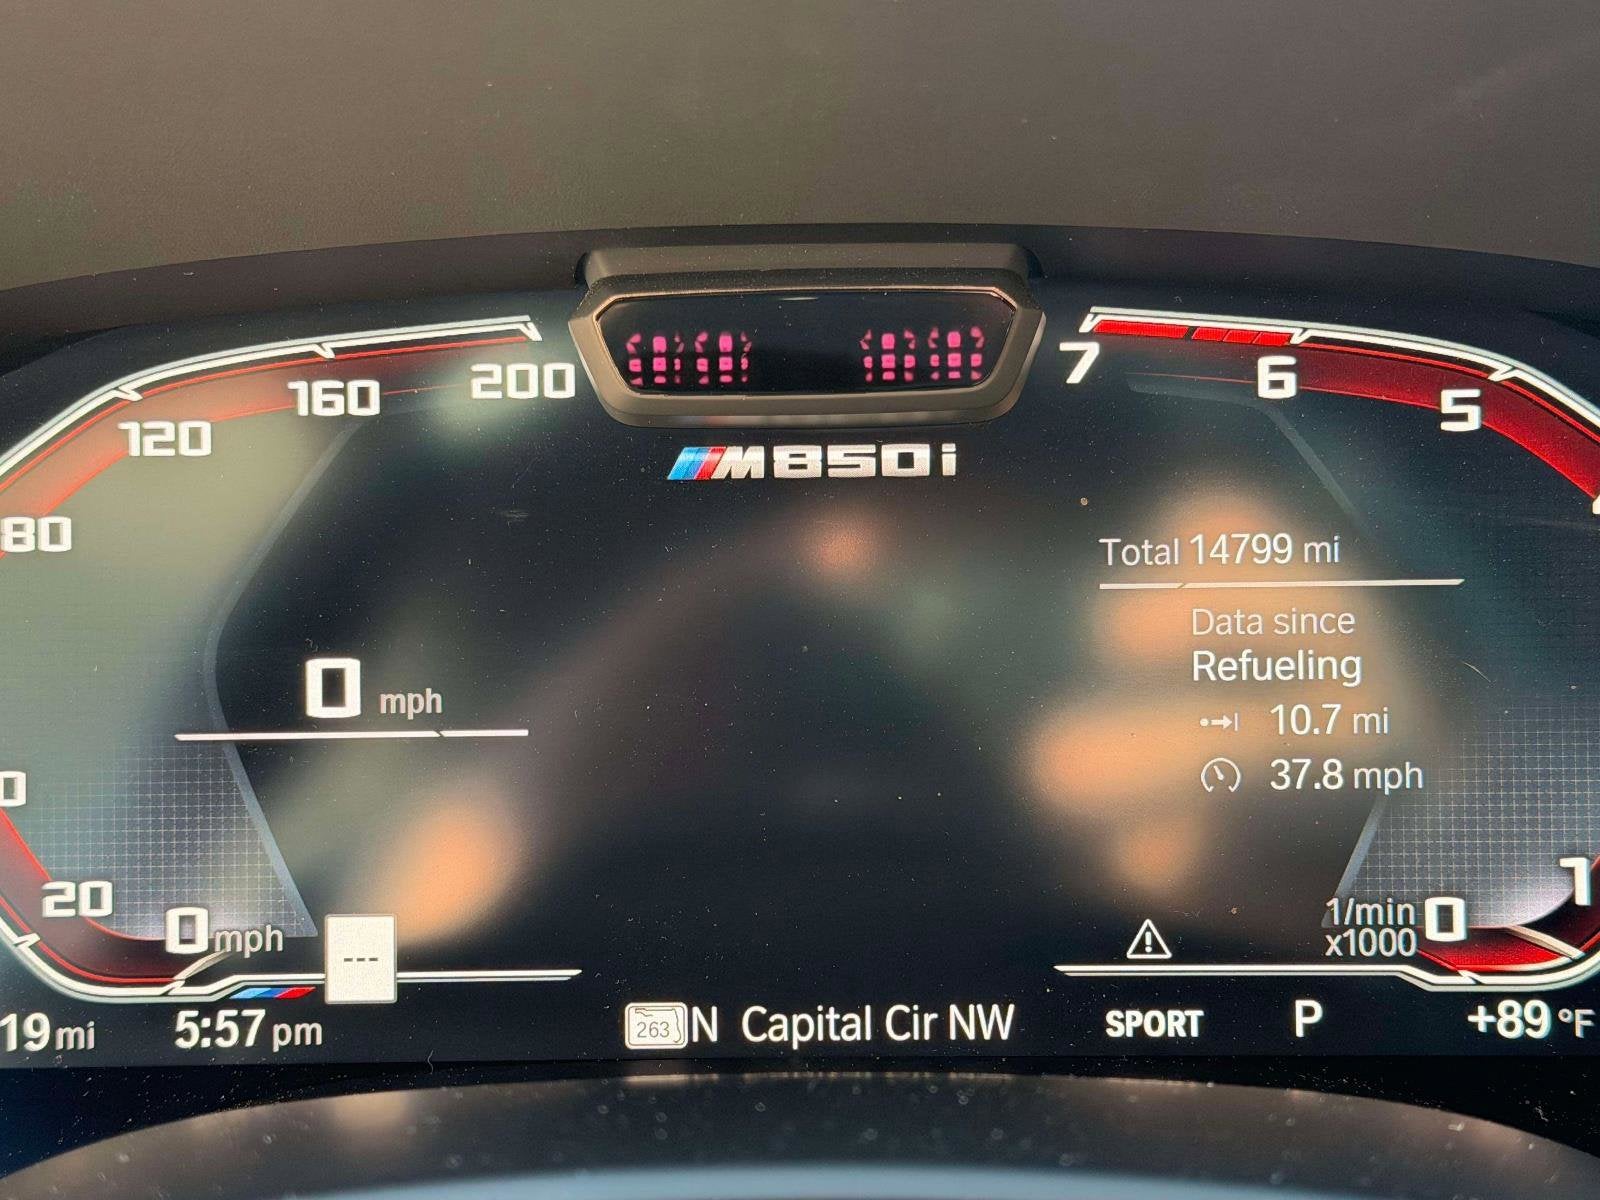 200
160
120
80
20
0 mph
7
6
5
M850i
Total 14799 mi
Data since
Refueling
10.7 mi
37.8 mph
0 mph
---
1/min
x1000
0
1
19 mi
5:57 pm
263 N Capital Cir NW
SPORT
P
+89 °F